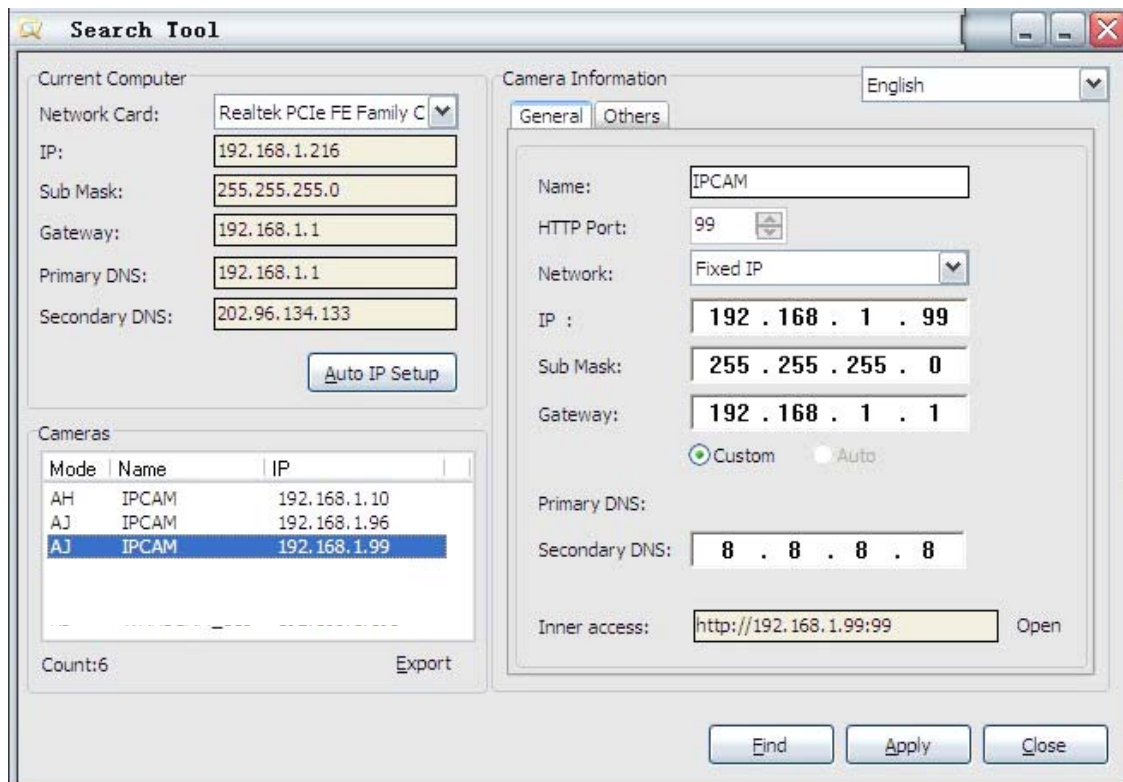 Search Tool
Current Computer
Network Card: Realtek PCIe FE Family C
IP: 192.168.1.216
Sub Mask: 255.255.255.0
Gateway: 192.168.1.1
Primary DNS: 192.168.1.1
Secondary DNS: 202.96.134.133
Auto IP Setup
Cameras
Mode Name IP
AH IPCAM 192.168.1.10
AJ IPCAM 192.168.1.96
AJ IPCAM 192.168.1.99
Count:6 Export
Camera Information English
General Others
Name: IPCAM
HTTP Port: 99
Network: Fixed IP
IP : 192 . 168 . 1 . 99
Sub Mask: 255 . 255 . 255 . 0
Gateway: 192 . 168 . 1 . 1
Custom Auto
Primary DNS:
Secondary DNS: 8 . 8 . 8 . 8
Inner access: http://192.168.1.99:99 Open
Find Apply Close